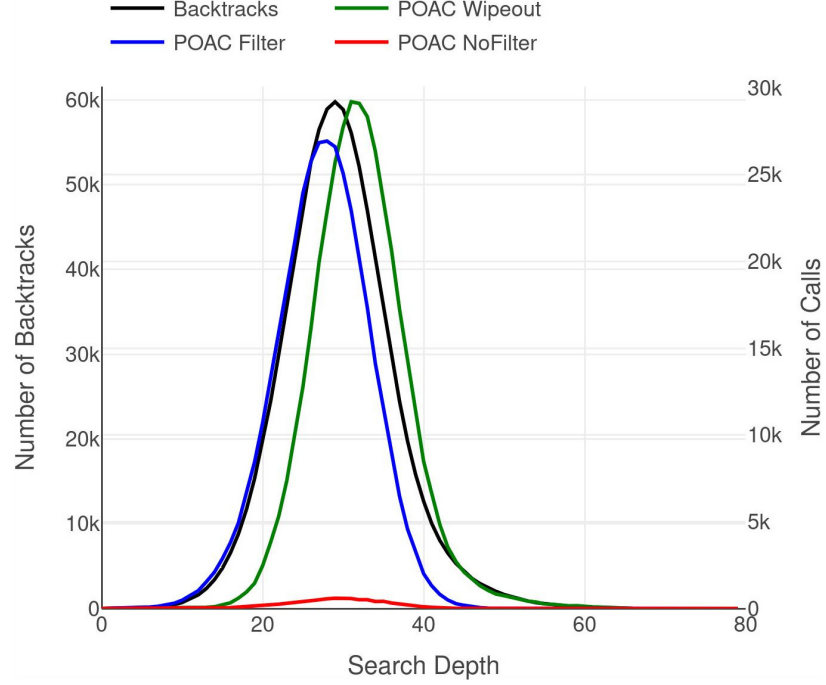 Backtracks POAC Wipeout
POAC Filter POAC NoFilter
60k
50k
40k
30k
20k
10k
0
30k
25k
20k
15k
10k
5k
0
0 20 40 60 80
Number of Backtracks
Number of Calls
Search Depth